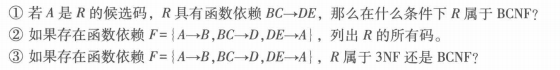 ① 若 A 是 R 的候选码，R 具有函数依赖 BC→DE，那么在什么条件下 R 属于 BCNF？
② 如果存在函数依赖 F={A→B,BC→D,DE→A}，列出 R 的所有码。
③ 如果存在函数依赖 F={A→B,BC→D,DE→A}，R 属于 3NF 还是 BCNF？